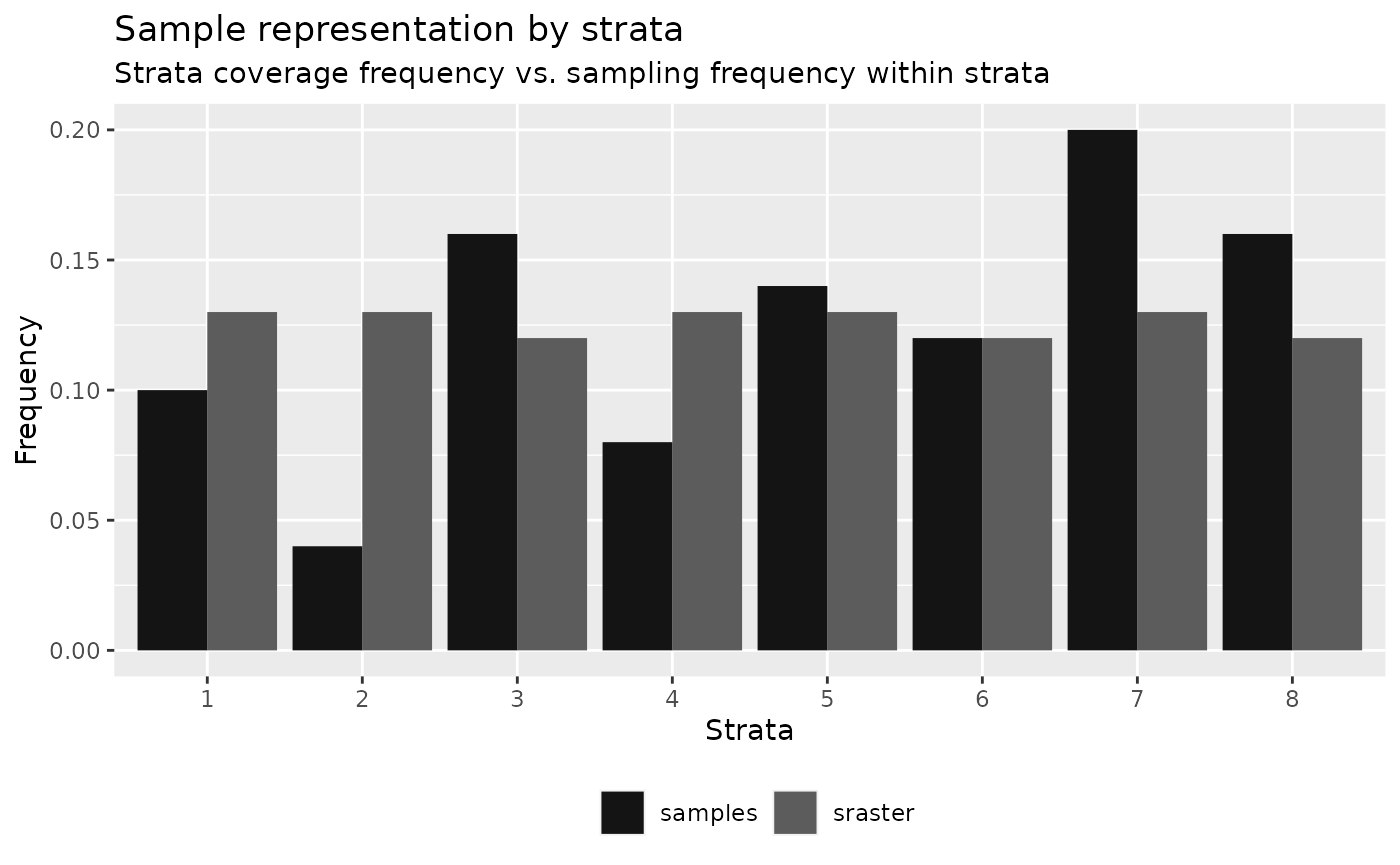 Sample representation by strata
Strata coverage frequency vs. sampling frequency within strata
0.20
0.15
0.10
0.05
0.00
Frequency
1 2 3 4 5 6 7 8
Strata
samples sraster